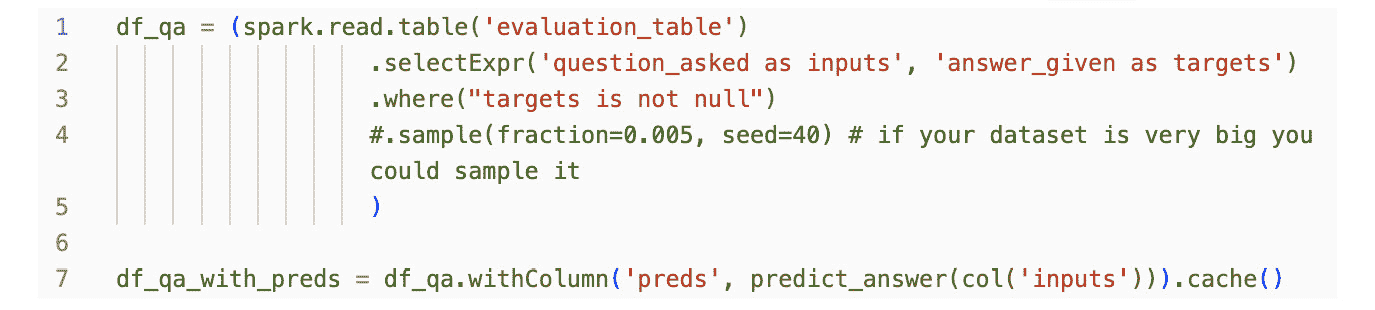 1 df_qa = (spark.read.table('evaluation_table')
2 .selectExpr('question_asked as inputs', 'answer_given as targets')
3 .where("targets is not null")
4 #.sample(fraction=0.005, seed=40) # if your dataset is very big you
could sample it
5 )
6
7 df_qa_with_preds = df_qa.withColumn('preds', predict_answer(col('inputs'))).cache()